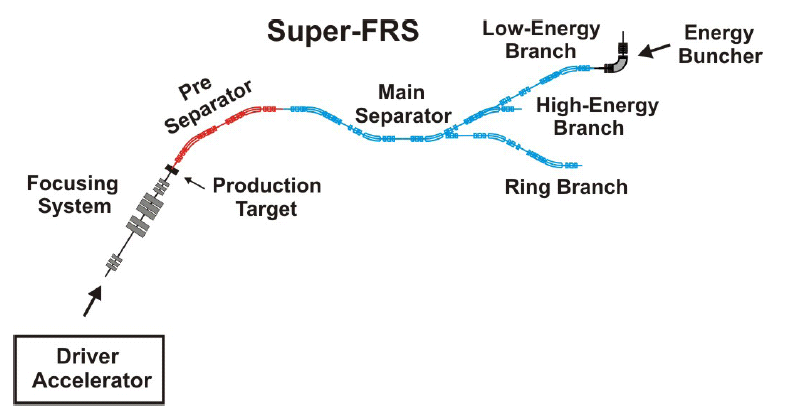 Super-FRS
Low-Energy
Branch
Energy
Buncher
Pre
Separator
Main
Separator
High-Energy
Branch
Focusing
System
Production
Target
Ring Branch
Driver
Accelerator